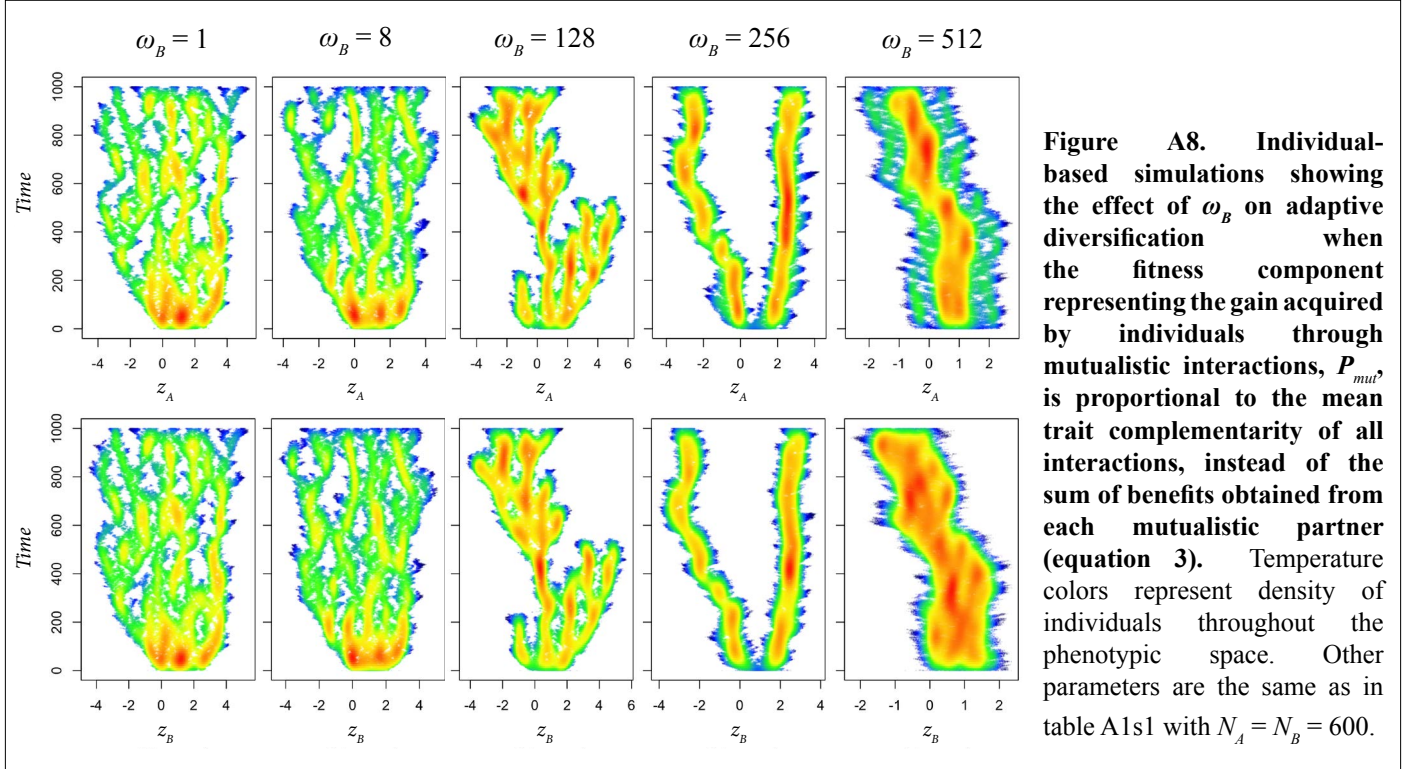 ω_B = 1 ω_B = 8 ω_B = 128 ω_B = 256 ω_B = 512
Time
0 200 400 600 800 1000
-4 -2 0 2 4
-4 -2 0 2 4
-4 -2 0 2 4 6
-4 -2 0 2 4
-2 -1 0 1 2
z_A z_A z_A z_A z_A
Time
0 200 400 600 800 1000
-4 -2 0 2 4
-4 -2 0 2 4
-4 -2 0 2 4 6
-4 -2 0 2 4
-2 -1 0 1 2
z_B z_B z_B z_B z_B
Figure A8. Individual-
based simulations showing
the effect of ω_B on adaptive
diversification when
the fitness component
representing the gain acquired
by individuals through
mutualistic interactions, P_mut,
is proportional to the mean
trait complementarity of all
interactions, instead of the
sum of benefits obtained from
each mutualistic partner
(equation 3). Temperature
colors represent density of
individuals throughout the
phenotypic space. Other
parameters are the same as in
table A1s1 with N_A = N_B = 600.